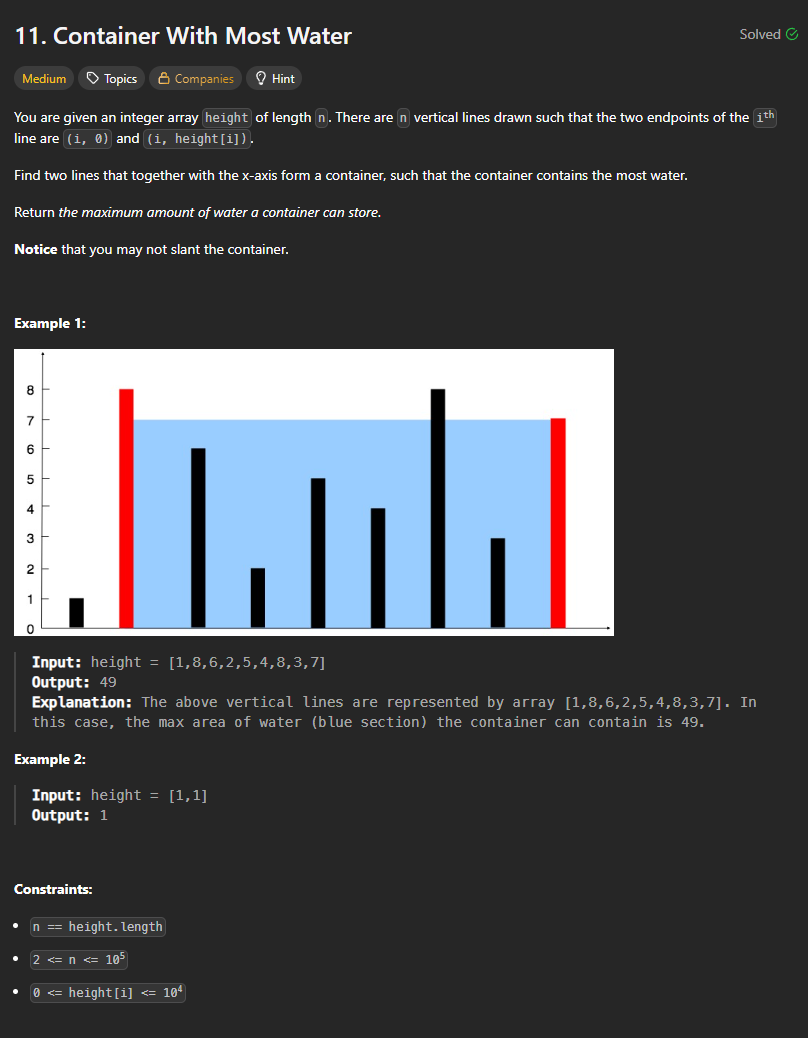 11. Container With Most Water
Solved
Medium Topics Companies Hint
You are given an integer array height of length n. There are n vertical lines drawn such that the two endpoints of the ith
line are (i, 0) and (i, height[i]).
Find two lines that together with the x-axis form a container, such that the container contains the most water.
Return the maximum amount of water a container can store.
Notice that you may not slant the container.
Example 1:
8
7
6
5
4
3
2
1
0
Input: height = [1,8,6,2,5,4,8,3,7]
Output: 49
Explanation: The above vertical lines are represented by array [1,8,6,2,5,4,8,3,7]. In
this case, the max area of water (blue section) the container can contain is 49.
Example 2:
Input: height = [1,1]
Output: 1
Constraints:
• n == height.length
• 2 <= n <= 10⁵
• 0 <= height[i] <= 10⁴